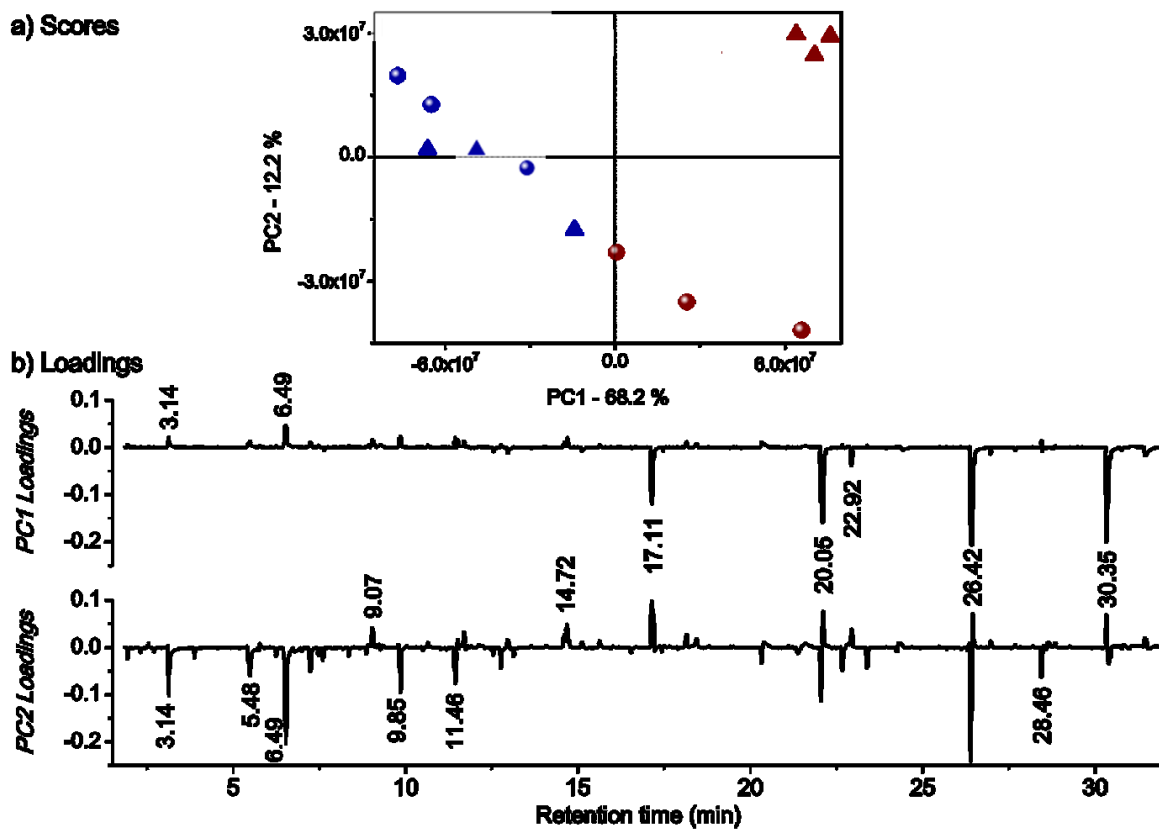 a) Scores
3.0x10⁷
0.0
-3.0x10⁷
PC2 - 12.2 %
-6.0x10⁷
0.0
6.0x10⁷
PC1 - 68.2 %
b) Loadings
PC1 Loadings
0.1
0.0
-0.1
-0.2
3.14
6.49
17.11
20.05
22.92
26.42
30.35
PC2 Loadings
0.1
0.0
-0.1
-0.2
3.14
5.48
6.49
9.07
9.85
11.46
14.72
28.46
5
10
15
20
25
30
Retention time (min)